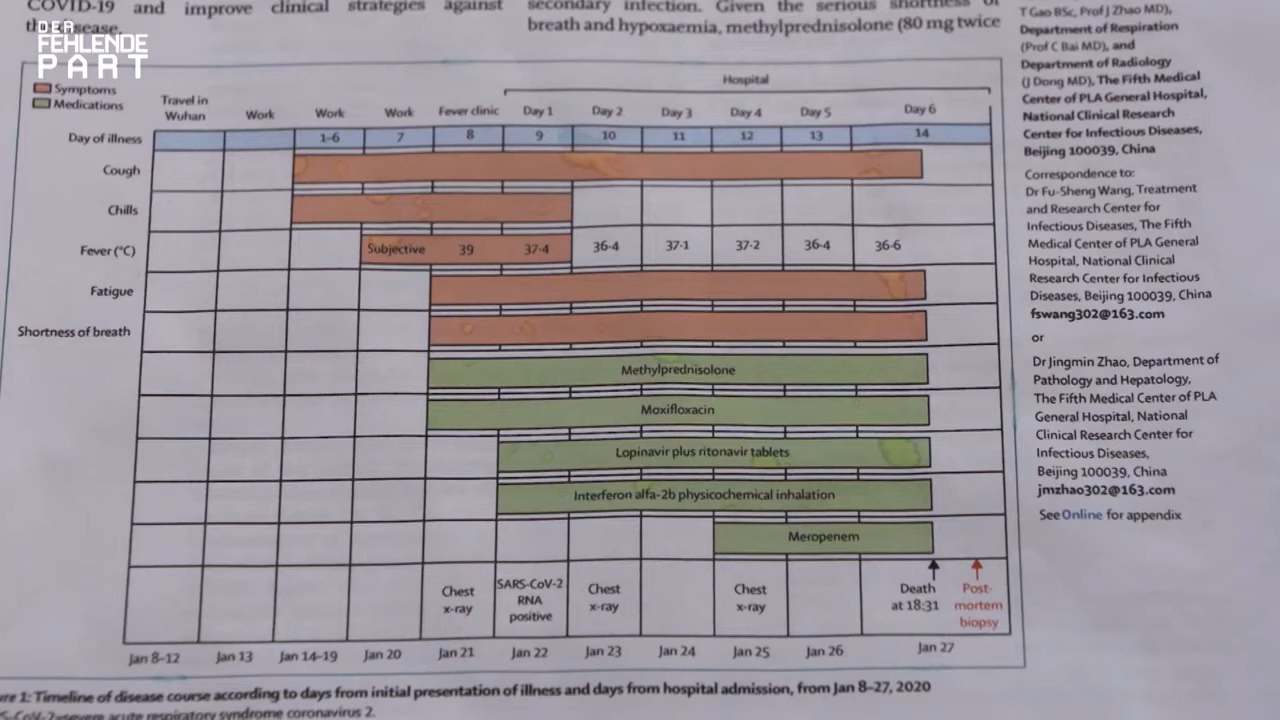 COVID-19 and improve clinical strategies against
secondary infection. Given the serious shortness of
breath and hypoxaemia, methylprednisolone (80 mg twice
DER
FEHLENDE
PART
T Gao BSc, Prof J Zhao MD),
Department of Respiration
(Prof C Bai MD), and
Department of Radiology
(J Dong MD), The Fifth Medical
Center of PLA General Hospital,
National Clinical Research
Center for Infectious Diseases,
Beijing 100039, China
Correspondence to:
Dr Fu-Sheng Wang, Treatment
and Research Center for
Infectious Diseases, The Fifth
Medical Center of PLA General
Hospital, National Clinical
Research Center for Infectious
Diseases, Beijing 100039, China
fswang302@163.com
or
Dr Jingmin Zhao, Department of
Pathology and Hepatology,
The Fifth Medical Center of PLA
General Hospital, National
Clinical Research Center for
Infectious Diseases,
Beijing 100039, China
jmzhao302@163.com
See Online for appendix
Symptoms
Medications
Hospital
Travel in
Wuhan
Work
Work
Work
Fever clinic
Day 1
Day 2
Day 3
Day 4
Day 5
Day 6
Day of illness
1–6
7
8
9
10
11
12
13
14
Cough
Chills
Fever (°C)
Subjective
39
37·4
36·4
37·1
37·2
36·4
36·6
Fatigue
Shortness of breath
Methylprednisolone
Moxifloxacin
Lopinavir plus ritonavir tablets
Interferon alfa-2b physicochemical inhalation
Meropenem
Chest
x-ray
SARS-CoV-2
RNA
positive
Chest
x-ray
Chest
x-ray
Death
at 18:31
Post-
mortem
biopsy
Jan 8–12
Jan 13
Jan 14–19
Jan 20
Jan 21
Jan 22
Jan 23
Jan 24
Jan 25
Jan 26
Jan 27
1: Timeline of disease course according to days from initial presentation of illness and days from hospital admission, from Jan 8–27, 2020
acute respiratory syndrome coronavirus 2.